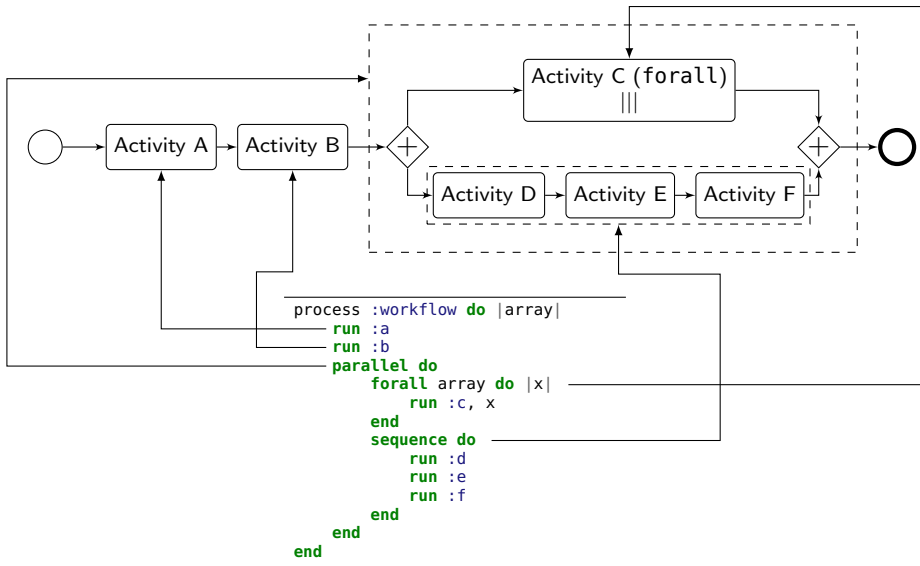 Activity C (forall)
Activity A
Activity B
Activity D
Activity E
Activity F
process :workflow do |array|
run :a
run :b
parallel do
forall array do |x|
run :c, x
end
sequence do
run :d
run :e
run :f
end
end
end